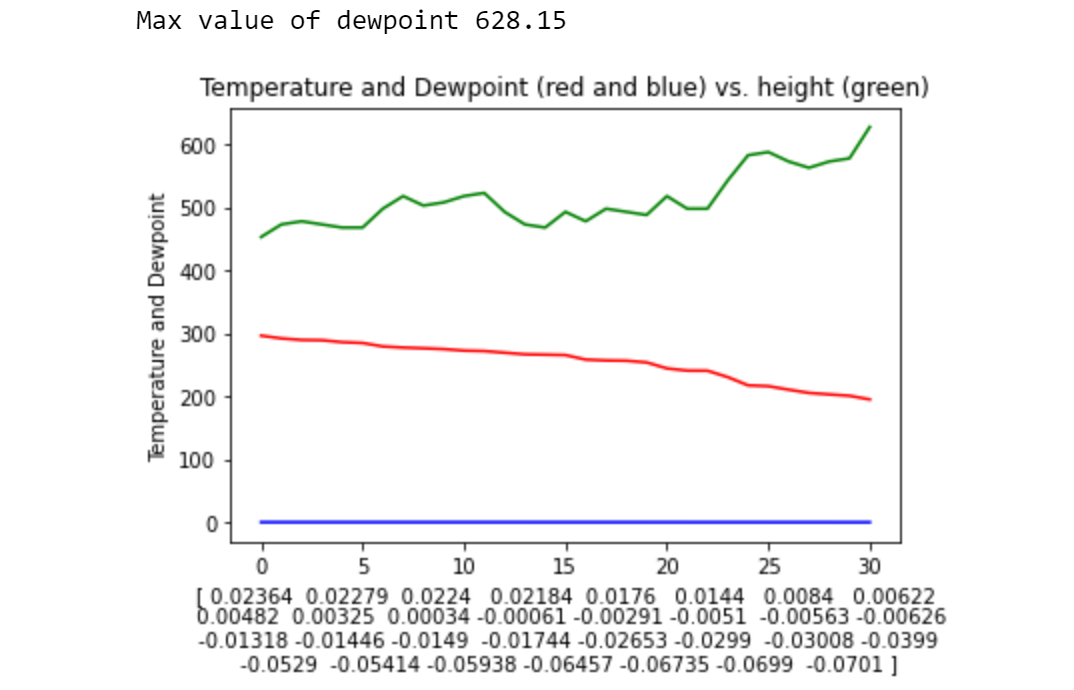 Max value of dewpoint 628.15
Temperature and Dewpoint (red and blue) vs. height (green)
Temperature and Dewpoint
600
500
400
300
200
100
0
0 5 10 15 20 25 30
[ 0.02364 0.02279 0.0224 0.02184 0.0176 0.0144 0.0084 0.00622
0.00482 0.00325 0.00034 -0.00061 -0.00291 -0.0051 -0.00563 -0.00626
-0.01318 -0.01446 -0.0149 -0.01744 -0.02653 -0.0299 -0.03008 -0.0399
-0.0529 -0.05414 -0.05938 -0.06457 -0.06735 -0.0699 -0.0701 ]